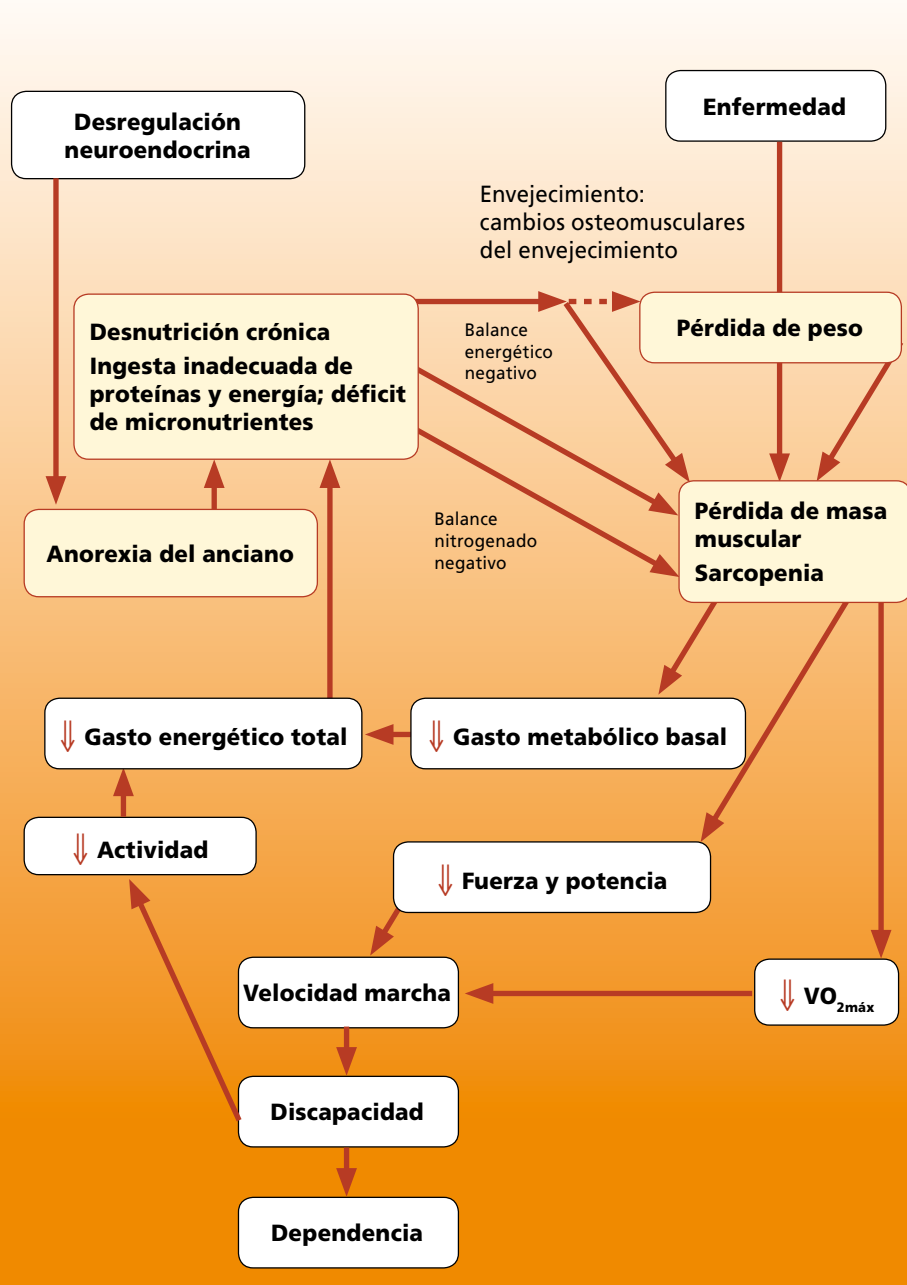 Desregulación
neuroendocrina
Enfermedad
Envejecimiento:
cambios osteomusculares
del envejecimiento
Desnutrición crónica
Ingesta inadecuada de
proteínas y energía; déficit
de micronutrientes
Balance
energético
negativo
Pérdida de peso
Anorexia del anciano
Balance
nitrogenado
negativo
Pérdida de masa
muscular
Sarcopenia
⇓ Gasto energético total
⇓ Gasto metabólico basal
⇓ Actividad
⇓ Fuerza y potencia
Velocidad marcha
⇓ VO₂máx
Discapacidad
Dependencia